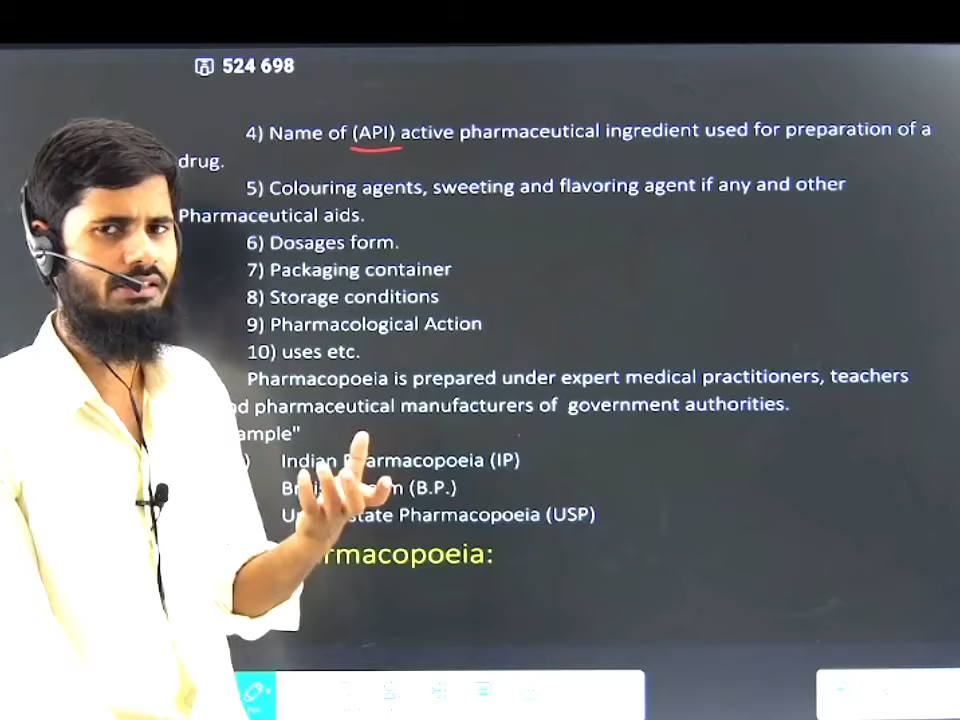 524 698
4) Name of (API) active pharmaceutical ingredient used for preparation of a
drug.
5) Colouring agents, sweeting and flavoring agent if any and other
Pharmaceutical aids.
6) Dosages form.
7) Packaging container
8) Storage conditions
9) Pharmacological Action
10) uses etc.
Pharmacopoeia is prepared under expert medical practitioners, teachers
nd pharmaceutical manufacturers of government authorities.
ample"
) Indian Pharmacopoeia (IP)
(B.P.)
state Pharmacopoeia (USP)
rmacopoeia: